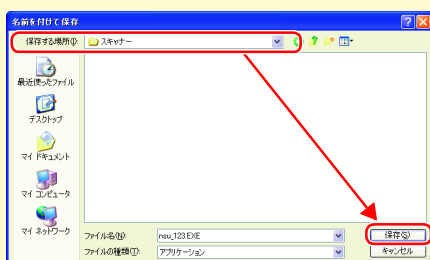 名前を付けて保存
保存する場所(I):
スキャナー
最近使ったファイル
デスクトップ
マイ ドキュメント
マイ コンピュータ
マイ ネットワーク
ファイル名(N):
nsu_123.EXE
保存(S)
ファイルの種類(T):
アプリケーション
キャンセル